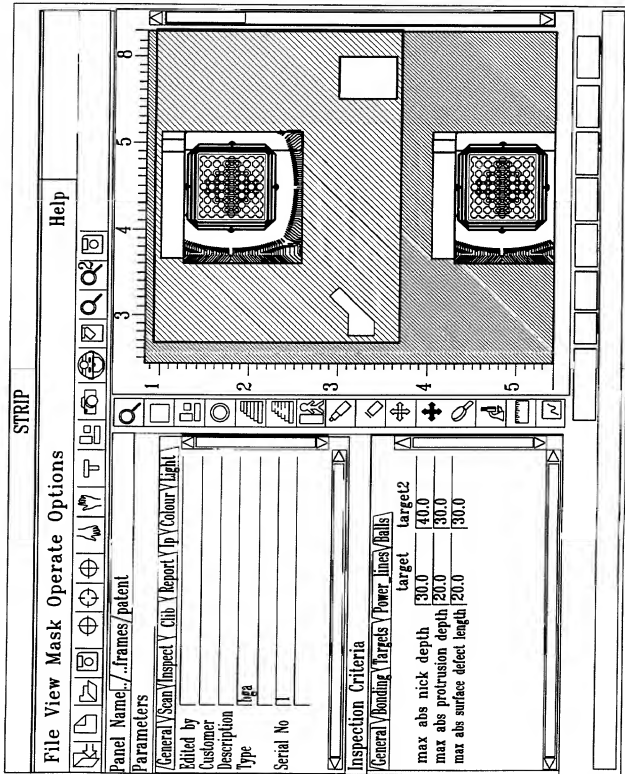 STRIP
File View Mask Operate Options Help
Panel Name ../..frames/patent
Parameters
General Scan Inspect Clib Report Ip Colour Light
Edited by
Customer
Description
Type bga
Serial No 1
Inspection Criteria
General Bonding Targets Power_lines Balls
target target2
max abs nick depth 30.0 40.0
max abs protrusion depth 20.0 30.0
max abs surface defect length 20.0 30.0
3 4 5 8
1
2
3
4
5